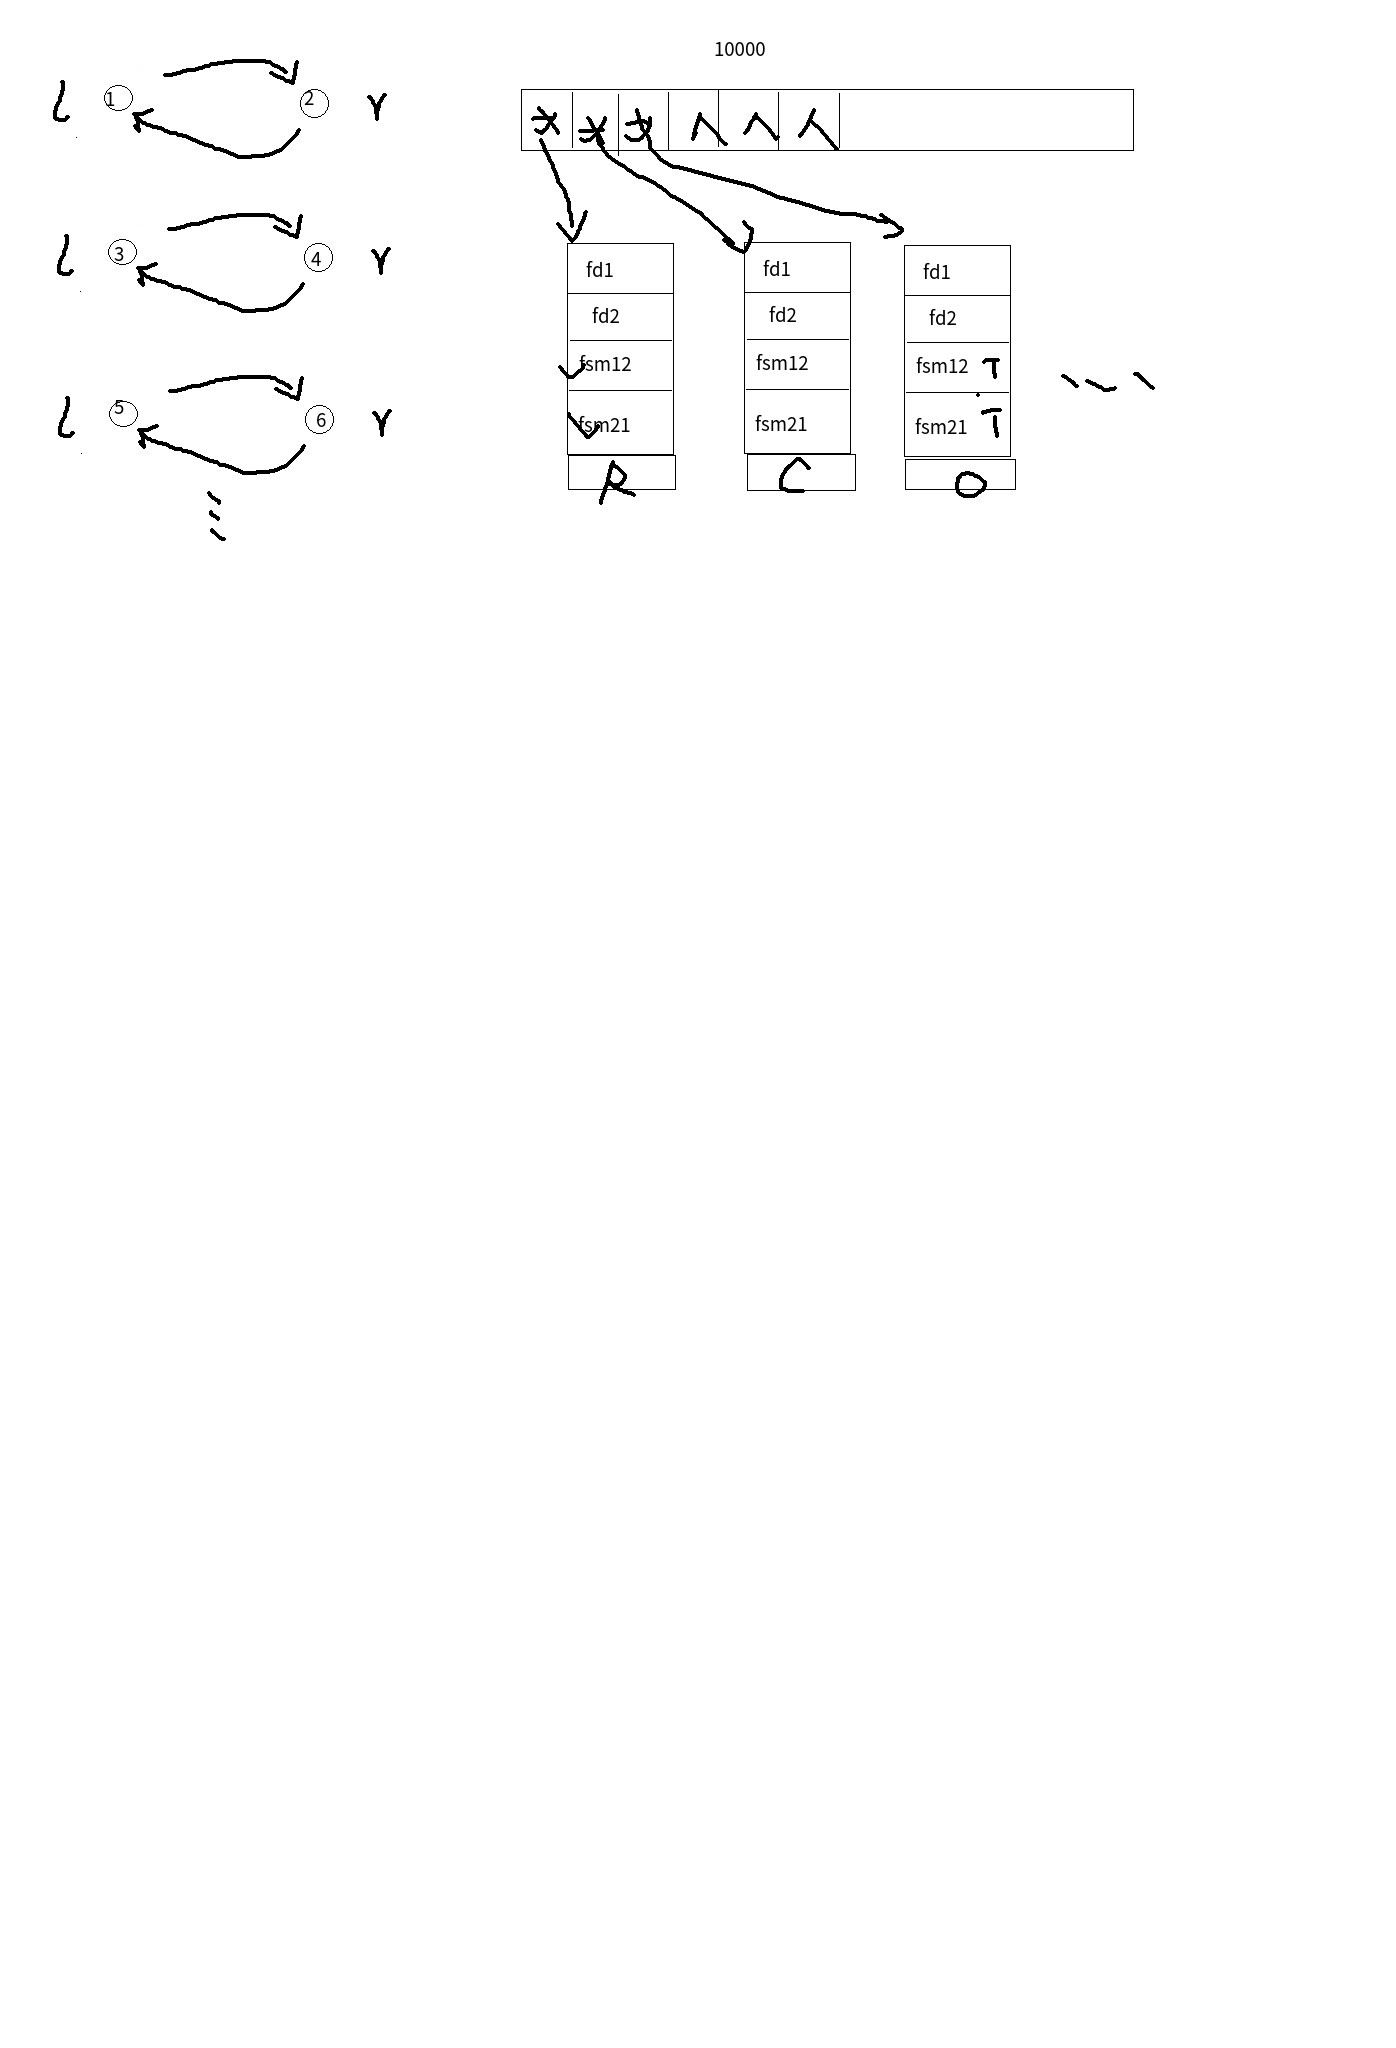 10000
l 1 2 r
* * *
l 3 4 r
fd1 fd1 fd1
fd2 fd2 fd2
fsm12 fsm12 fsm12 T
l 5 6 r
fsm21 fsm21 fsm21 T
R C O